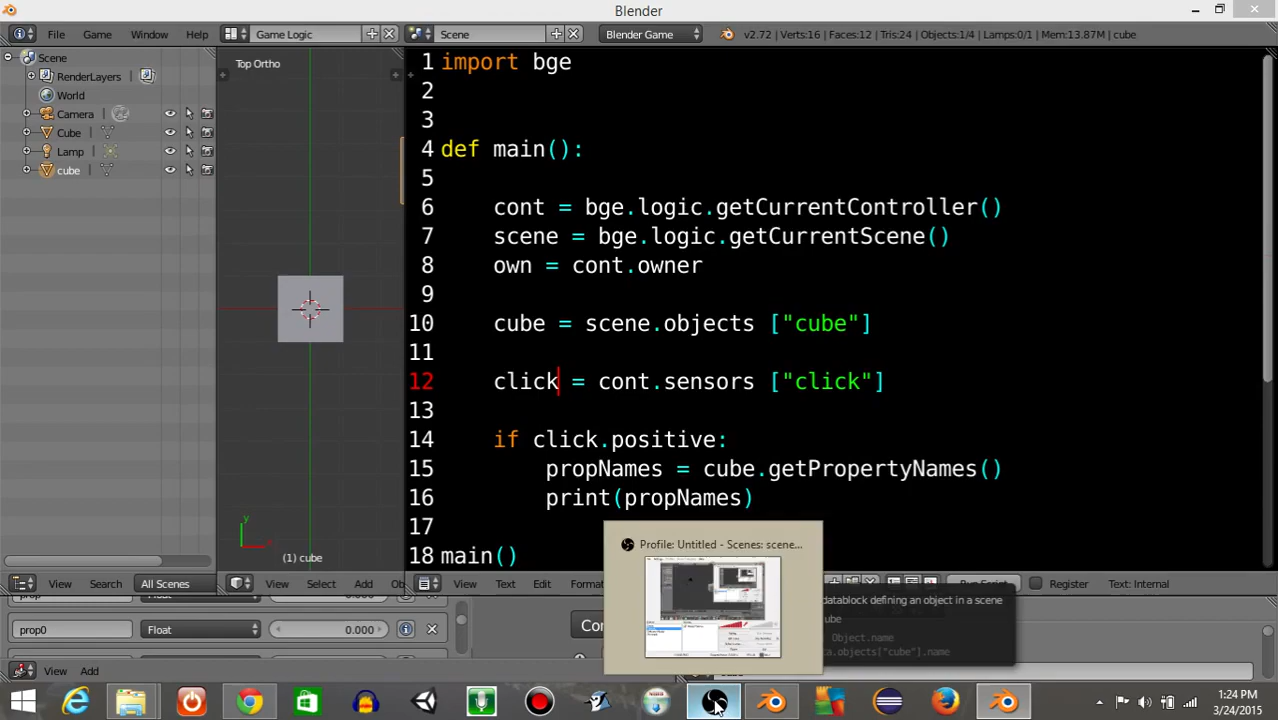 Blender
File Game Window Help Game Logic Scene Blender Game v2.72 | Verts:16 | Faces:12 | Tris:24 | Objects:1/4 | Lamps:0/1 | Mem:13.87M | cube
Scene
RenderLayers
World
Camera
Cube
Lamp
cube
Top Ortho
y
(1) cube
1 import bge
2
3
4 def main():
5
6 cont = bge.logic.getCurrentController()
7 scene = bge.logic.getCurrentScene()
8 own = cont.owner
9
10 cube = scene.objects ["cube"]
11
12 click = cont.sensors ["click"]
13
14 if click.positive:
15 propNames = cube.getPropertyNames()
16 print(propNames)
17
18 main()
Profile: Untitled - Scenes: scene...
View Search All Scenes View Select Add View Text Edit Register Text: Internal
datablock defining an object in a scene
Object.name
Float 0.000
View Add
1:24 PM
3/24/2015